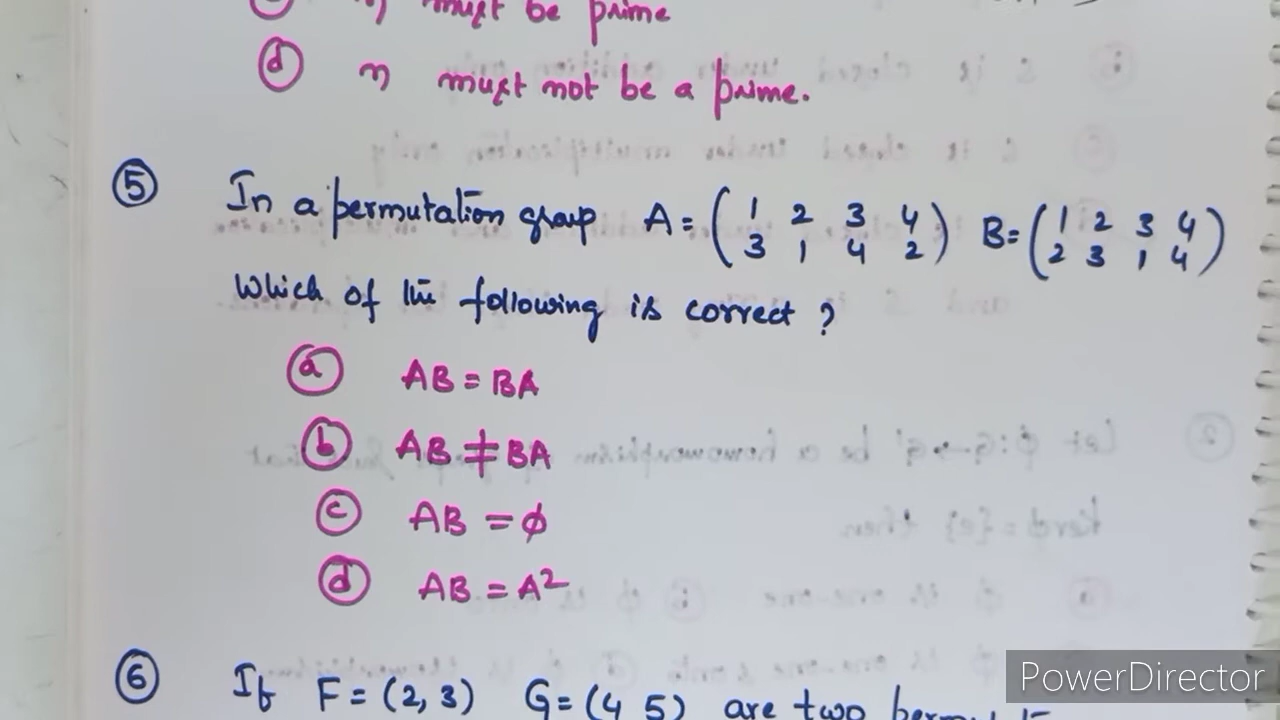 must be prime
(d) n must not be a prime.
(5) In a permutation group A = ( 1 2 3 4 / 3 1 4 2 ) B = ( 1 2 3 4 / 2 3 1 4 )
Which of the following is correct ?
(a) AB = BA
(b) AB ≠ BA
(c) AB = ϕ
(d) AB = A²
(6) If F = (2, 3) G = (4 5) are two
PowerDirector